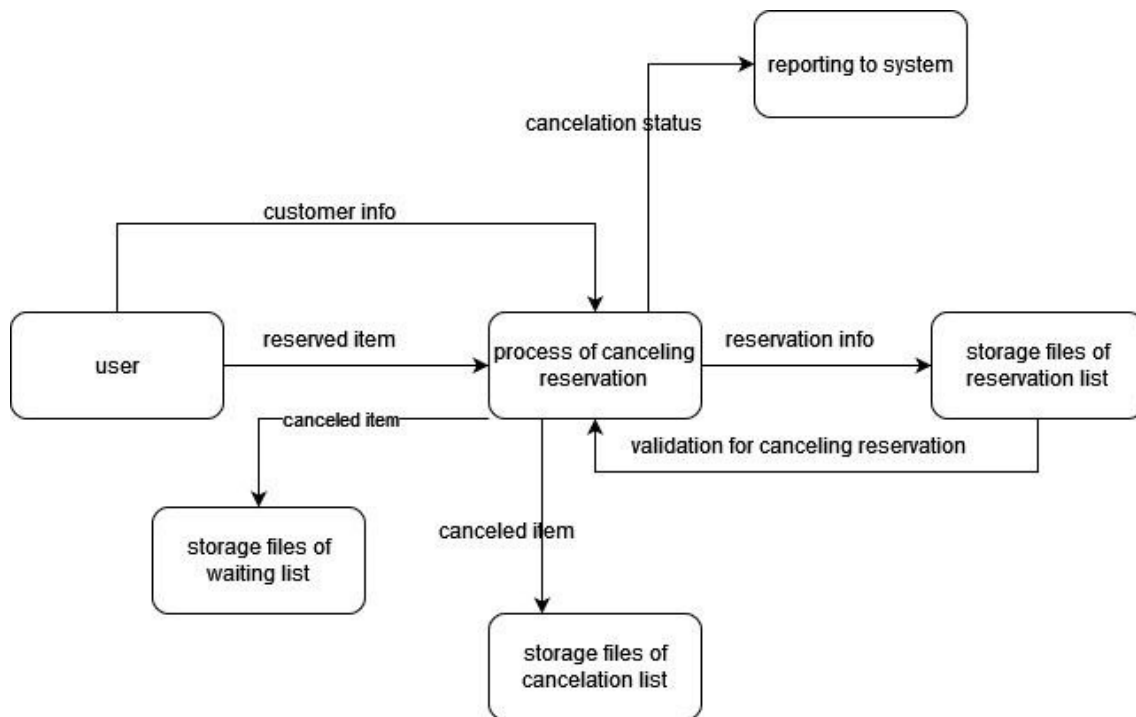 reporting to system
cancelation status
customer info
user
reserved item
process of canceling
reservation
reservation info
storage files of
reservation list
canceled item
validation for canceling reservation
storage files of
waiting list
canceled item
storage files of
cancelation list